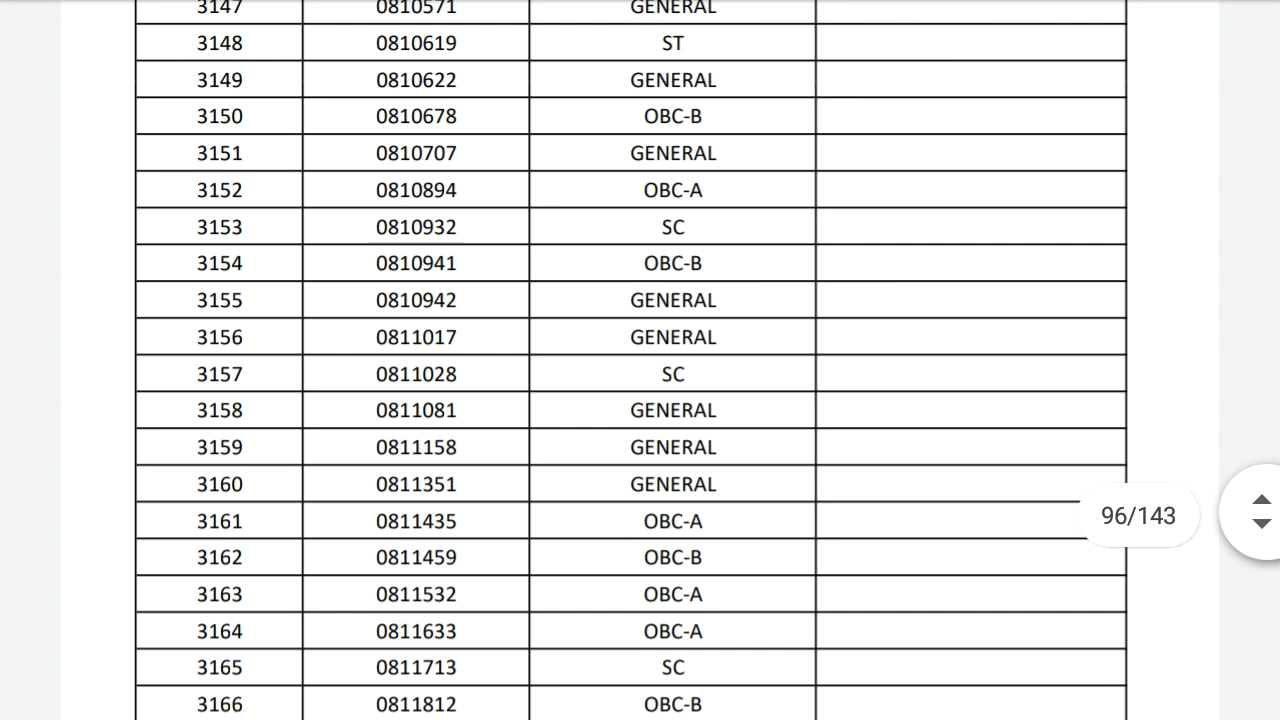 3147 0810571 GENERAL
3148 0810619 ST
3149 0810622 GENERAL
3150 0810678 OBC-B
3151 0810707 GENERAL
3152 0810894 OBC-A
3153 0810932 SC
3154 0810941 OBC-B
3155 0810942 GENERAL
3156 0811017 GENERAL
3157 0811028 SC
3158 0811081 GENERAL
3159 0811158 GENERAL
3160 0811351 GENERAL
3161 0811435 OBC-A
96/143
3162 0811459 OBC-B
3163 0811532 OBC-A
3164 0811633 OBC-A
3165 0811713 SC
3166 0811812 OBC-B